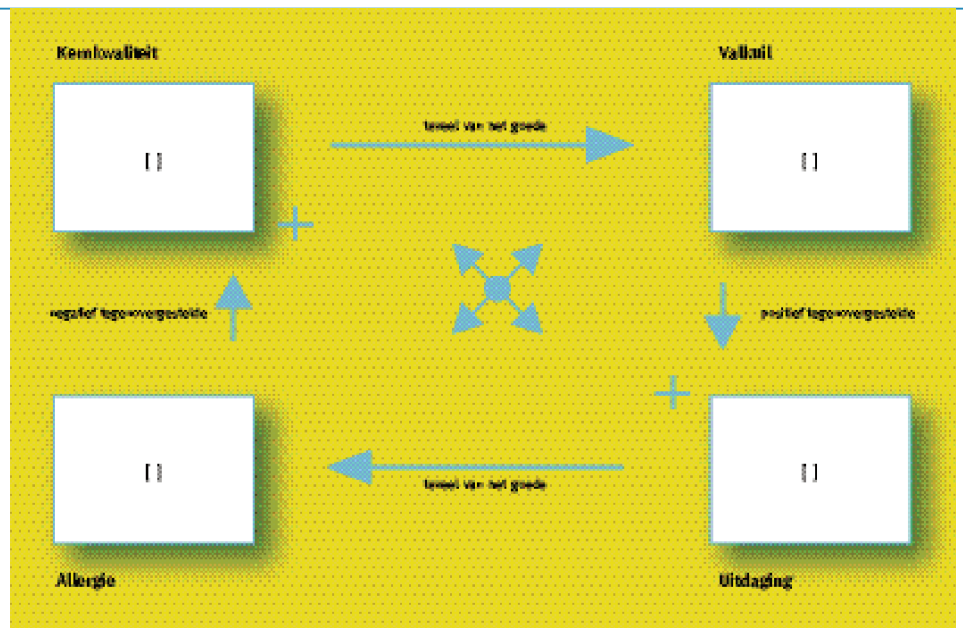 Kernkwaliteit
Valkuil
teveel van het goede
[ ]
[ ]
negatief tegenovergestelde
positief tegenovergestelde
[ ]
[ ]
teveel van het goede
Allergie
Uitdaging